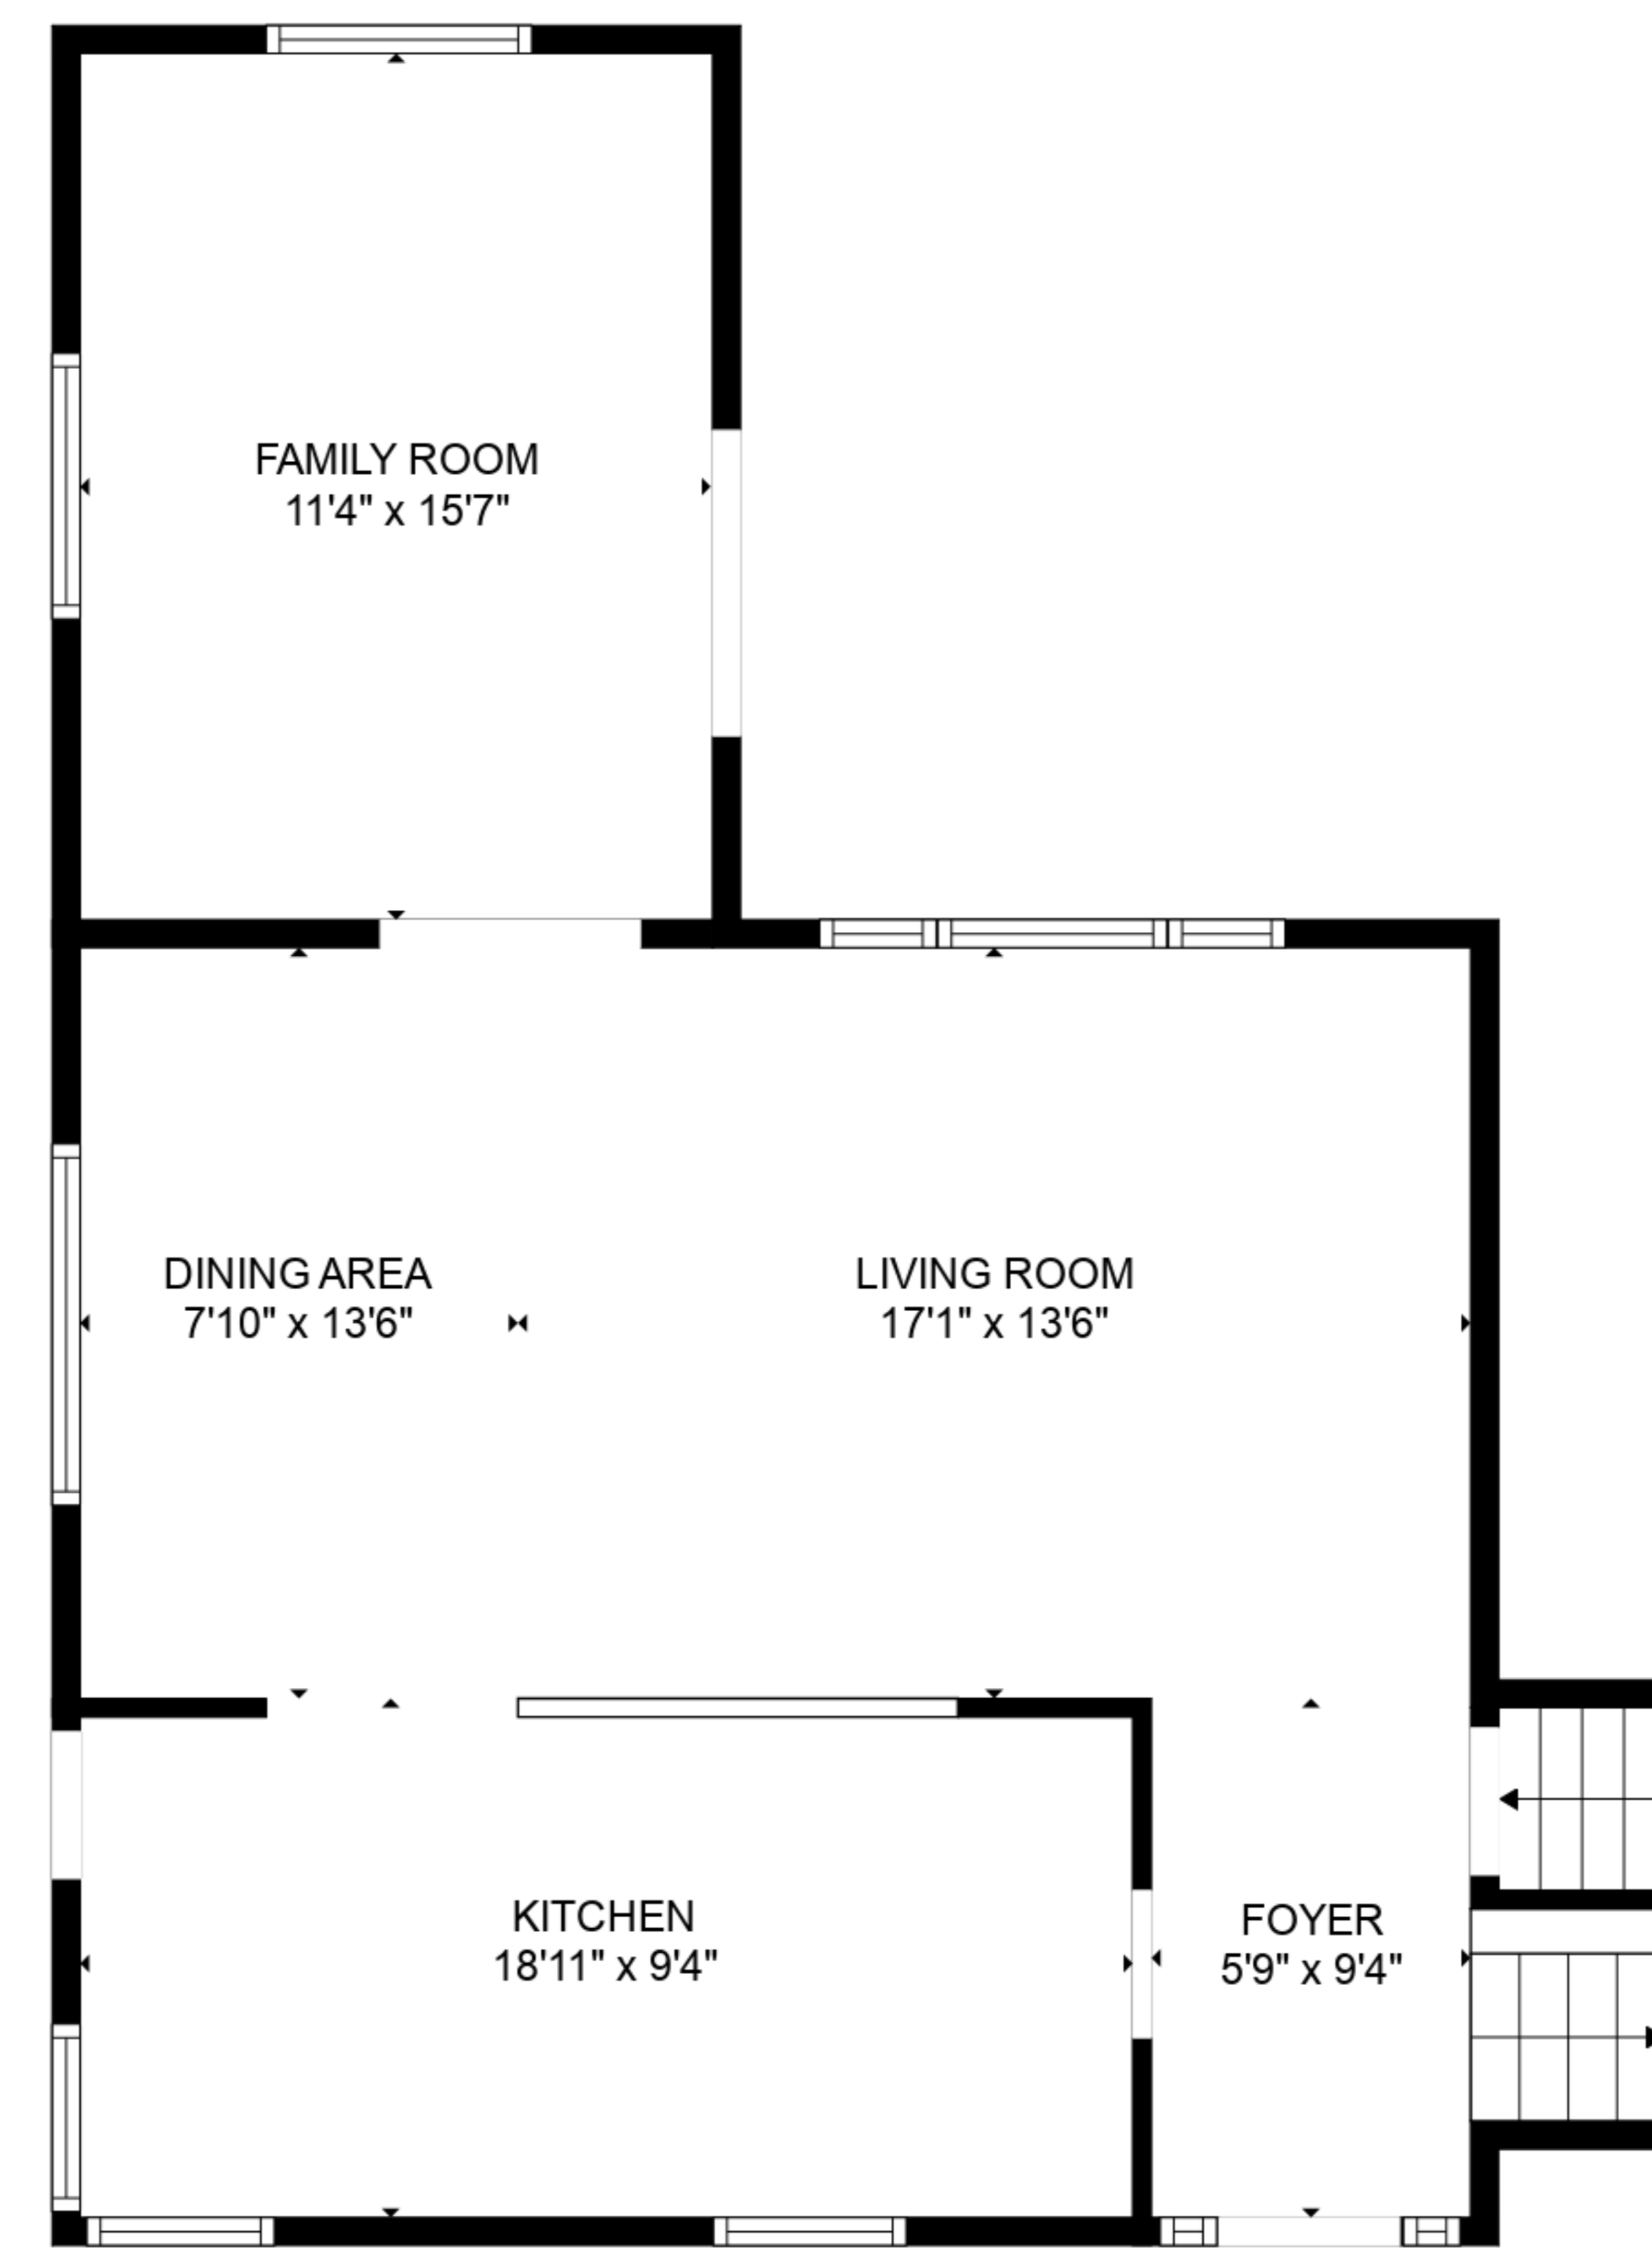 FAMILY ROOM
11'4" x 15'7"
DINING AREA
7'10" x 13'6"
LIVING ROOM
17'1" x 13'6"
KITCHEN
18'11" x 9'4"
FOYER
5'9" x 9'4"